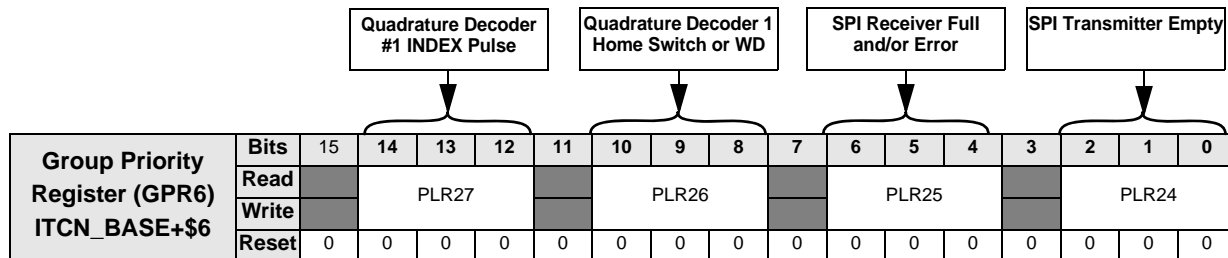 Quadrature Decoder
#1 INDEX Pulse
Quadrature Decoder 1
Home Switch or WD
SPI Receiver Full
and/or Error
SPI Transmitter Empty
Group Priority
Register (GPR6)
ITCN_BASE+$6
Bits 15 14 13 12 11 10 9 8 7 6 5 4 3 2 1 0
Read
Write
PLR27 PLR26 PLR25 PLR24
Reset 0 0 0 0 0 0 0 0 0 0 0 0 0 0 0 0